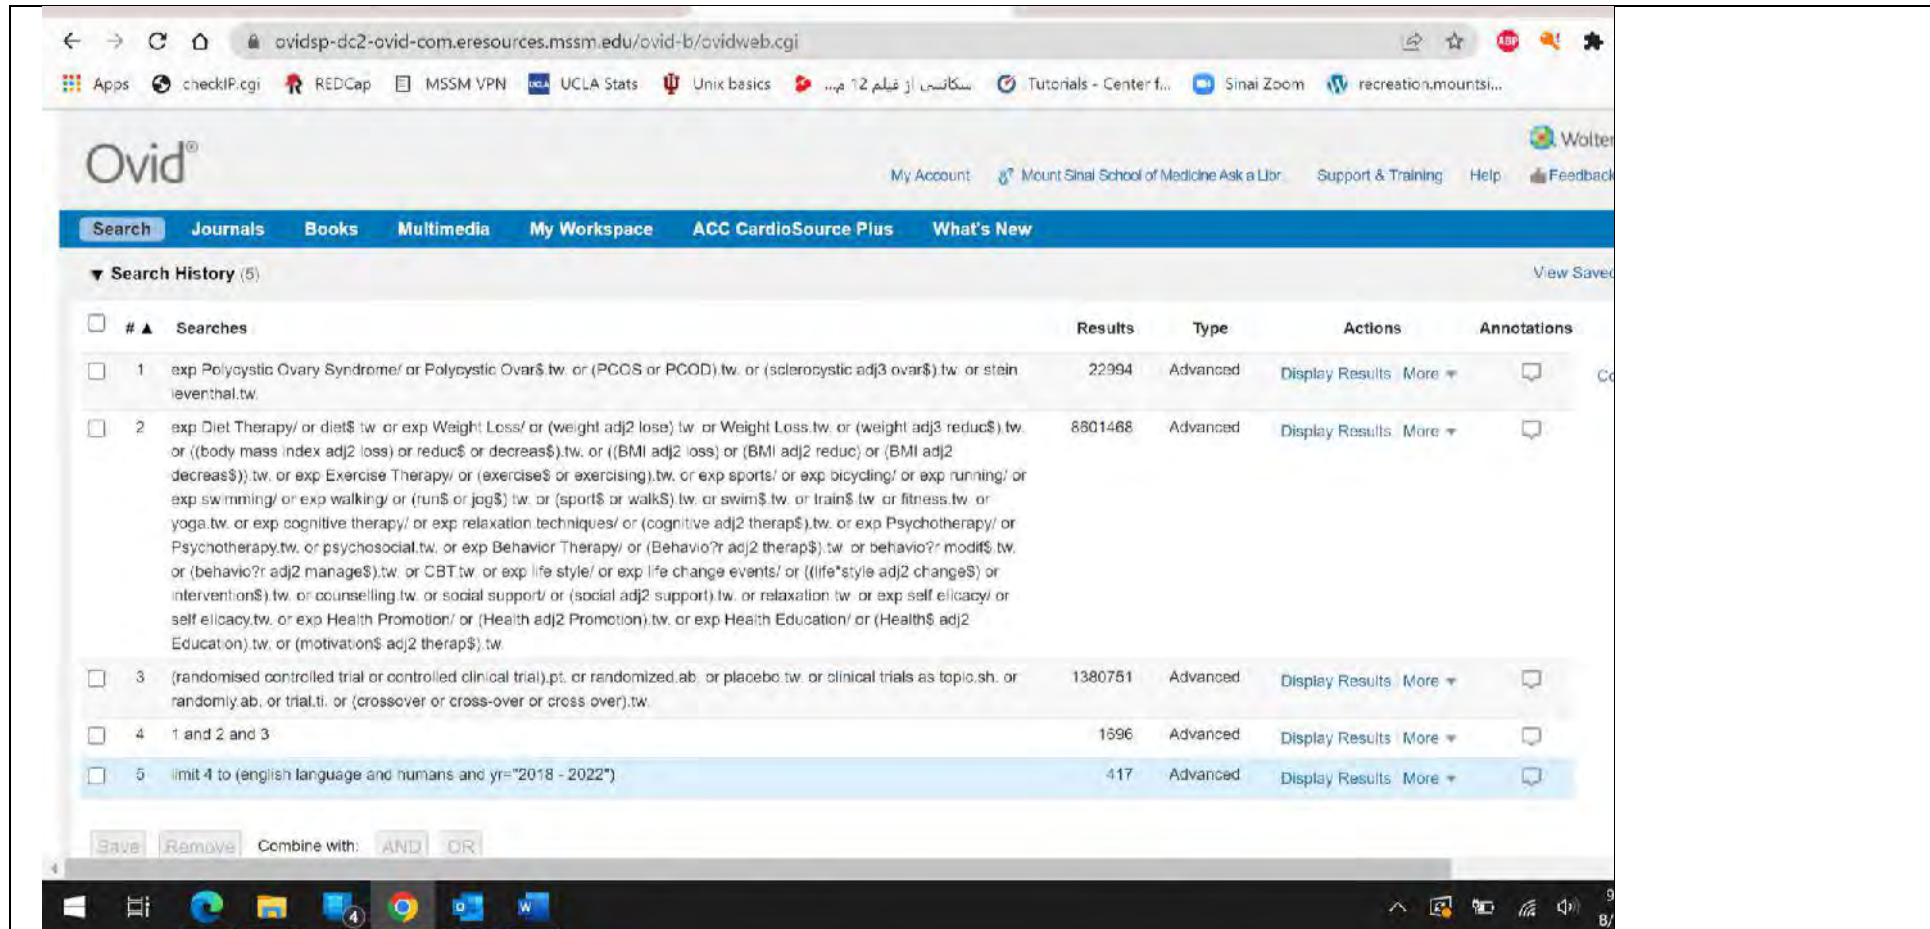 ovidsp-dc2-ovid-com.eresources.mssm.edu/ovid-b/ovidweb.cgi
ABP
Apps checkIP.cgi REDCap MSSM VPN UCLA UCLA Stats Unix basics سکانسی از فیلم 12 م... Tutorials - Center f... Sinai Zoom recreation.mountsi...
Ovid®
Wolter
My Account Mount Sinai School of Medicine Ask a Libr Support & Training Help Feedback
Search Journals Books Multimedia My Workspace ACC CardioSource Plus What's New
▼ Search History (5) View Saved
# ▲ Searches Results Type Actions Annotations
1 exp Polycystic Ovary Syndrome/ or Polycystic Ovar$.tw. or (PCOS or PCOD).tw. or (sclerocystic adj3 ovar$).tw. or stein 22994 Advanced Display Results More Co
leventhal.tw.
2 exp Diet Therapy/ or diet$.tw. or exp Weight Loss/ or (weight adj2 lose).tw. or Weight Loss.tw. or (weight adj3 reduc$).tw. 8601468 Advanced Display Results More
or ((body mass index adj2 loss) or reduc$ or decreas$).tw. or ((BMI adj2 loss) or (BMI adj2 reduc) or (BMI adj2
decreas$)).tw. or exp Exercise Therapy/ or (exercise$ or exercising).tw. or exp sports/ or exp bicycling/ or exp running/ or
exp swimming/ or exp walking/ or (run$ or jog$).tw. or (sport$ or walk$).tw. or swim$.tw. or train$.tw. or fitness.tw. or
yoga.tw. or exp cognitive therapy/ or exp relaxation techniques/ or (cognitive adj2 therap$).tw. or exp Psychotherapy/ or
Psychotherapy.tw. or psychosocial.tw. or exp Behavior Therapy/ or (Behavio?r adj2 therap$).tw. or behavio?r modif$.tw.
or (behavio?r adj2 manage$).tw. or CBT.tw. or exp life style/ or exp life change events/ or ((life*style adj2 change$) or
intervention$).tw. or counselling.tw. or social support/ or (social adj2 support).tw. or relaxation.tw. or exp self efficacy/ or
self efficacy.tw. or exp Health Promotion/ or (Health adj2 Promotion).tw. or exp Health Education/ or (Health$ adj2
Education).tw. or (motivation$ adj2 therap$).tw.
3 (randomised controlled trial or controlled clinical trial).pt. or randomized.ab. or placebo.tw. or clinical trials as topic.sh. or 1380751 Advanced Display Results More
randomly.ab. or trial.ti. or (crossover or cross-over or cross over).tw.
4 1 and 2 and 3 1696 Advanced Display Results More
5 limit 4 to (english language and humans and yr="2018 - 2022") 417 Advanced Display Results More
Save Remove Combine with: AND OR
4 9
8/